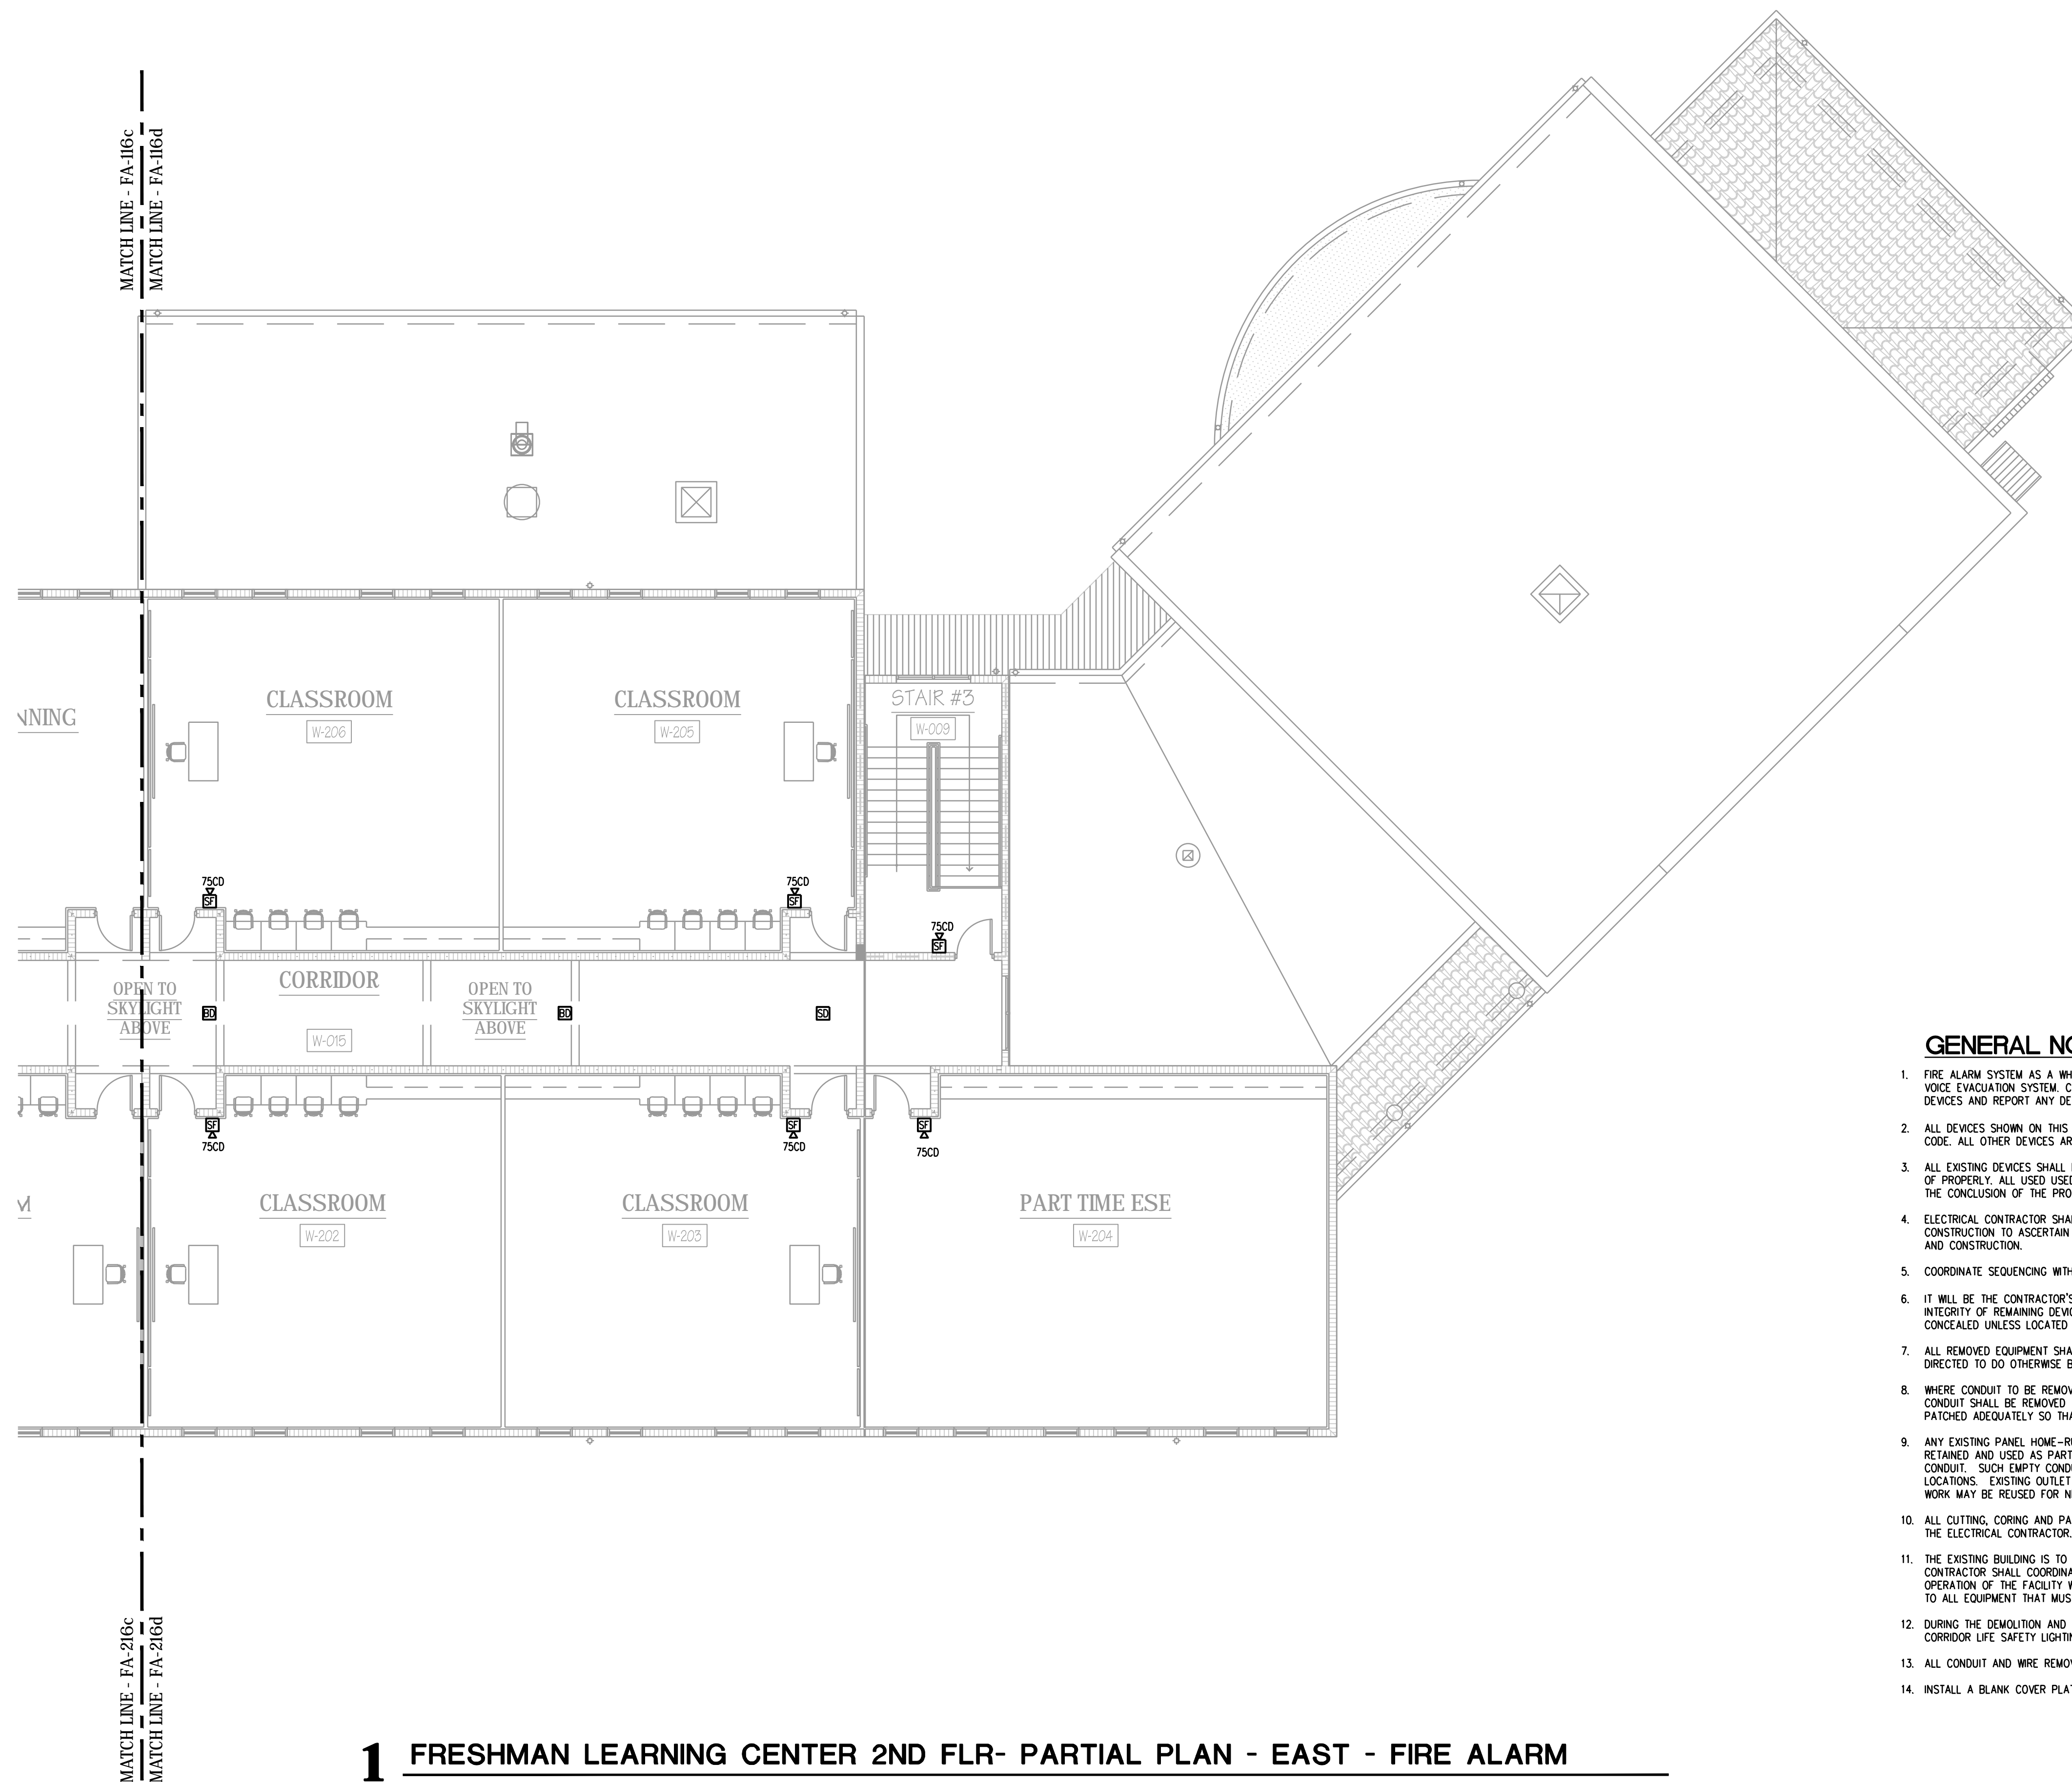 MATCH LINE - FA-116c
MATCH LINE - FA-116d
NNING
CLASSROOM
W-206
CLASSROOM
W-205
STAIR #3
W-009
75CD
SF
75CD
SF
75CD
SF
OPEN TO
SKYLIGHT
ABOVE
BD
CORRIDOR
W-015
OPEN TO
SKYLIGHT
ABOVE
BD
SD
SF
75CD
SF
75CD
SF
75CD
M
CLASSROOM
W-202
CLASSROOM
W-203
PART TIME ESE
W-204
MATCH LINE - FA-216c
MATCH LINE - FA-216d
1 FRESHMAN LEARNING CENTER 2ND FLR- PARTIAL PLAN - EAST - FIRE ALARM
GENERAL NO
1. FIRE ALARM SYSTEM AS A WH
VOICE EVACUATION SYSTEM. C
DEVICES AND REPORT ANY DE
2. ALL DEVICES SHOWN ON THIS
CODE. ALL OTHER DEVICES AR
3. ALL EXISTING DEVICES SHALL
OF PROPERLY. ALL USED USED
THE CONCLUSION OF THE PRO
4. ELECTRICAL CONTRACTOR SHAL
CONSTRUCTION TO ASCERTAIN
AND CONSTRUCTION.
5. COORDINATE SEQUENCING WITH
6. IT WILL BE THE CONTRACTOR'S
INTEGRITY OF REMAINING DEVIC
CONCEALED UNLESS LOCATED
7. ALL REMOVED EQUIPMENT SHA
DIRECTED TO DO OTHERWISE B
8. WHERE CONDUIT TO BE REMOV
CONDUIT SHALL BE REMOVED
PATCHED ADEQUATELY SO THA
9. ANY EXISTING PANEL HOME-RU
RETAINED AND USED AS PART
CONDUIT. SUCH EMPTY CONDU
LOCATIONS. EXISTING OUTLET
WORK MAY BE REUSED FOR N
10. ALL CUTTING, CORING AND PA
THE ELECTRICAL CONTRACTOR.
11. THE EXISTING BUILDING IS TO
CONTRACTOR SHALL COORDINA
OPERATION OF THE FACILITY W
TO ALL EQUIPMENT THAT MUS
12. DURING THE DEMOLITION AND
CORRIDOR LIFE SAFETY LIGHTIN
13. ALL CONDUIT AND WIRE REMOV
14. INSTALL A BLANK COVER PLAT